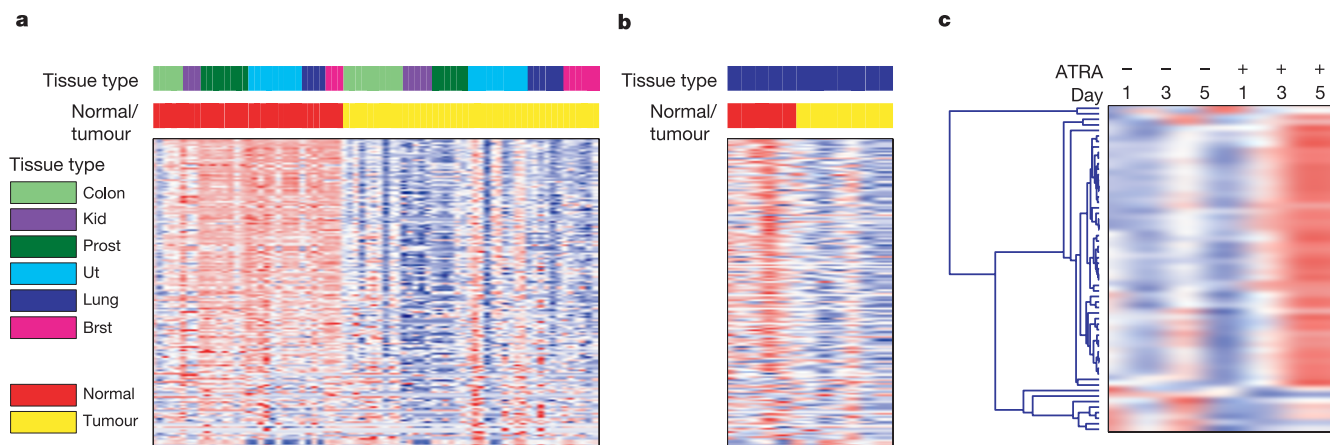 a
Tissue type
Normal/
tumour
Tissue type
Colon
Kid
Prost
Ut
Lung
Brst
Normal
Tumour
b
Tissue type
Normal/
tumour
c
ATRA − − − + + +
Day 1 3 5 1 3 5